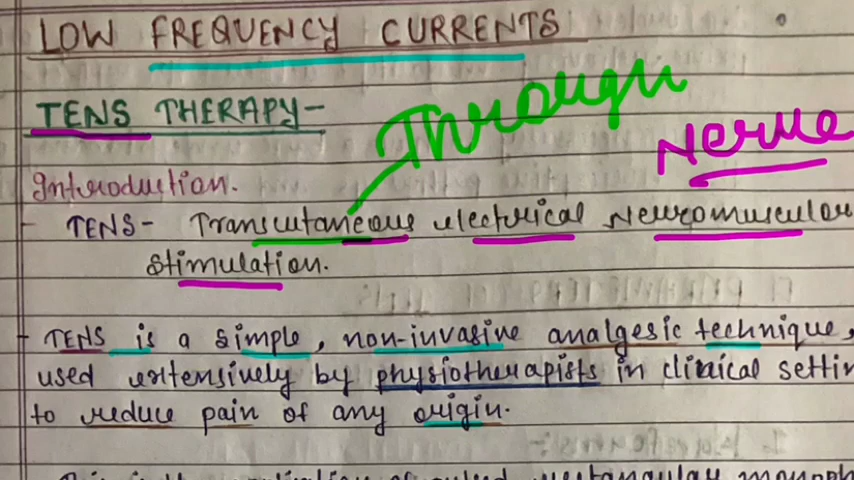 LOW FREQUENCY CURRENTS
TENS THERAPY-
Through
Nerve
Introduction.
- TENS- Transcutaneous electrical Neuromuscular
Stimulation.
- TENS is a simple, non-invasive analgesic technique,
used extensively by physiotherapists in clinical settin
to reduce pain of any origin.